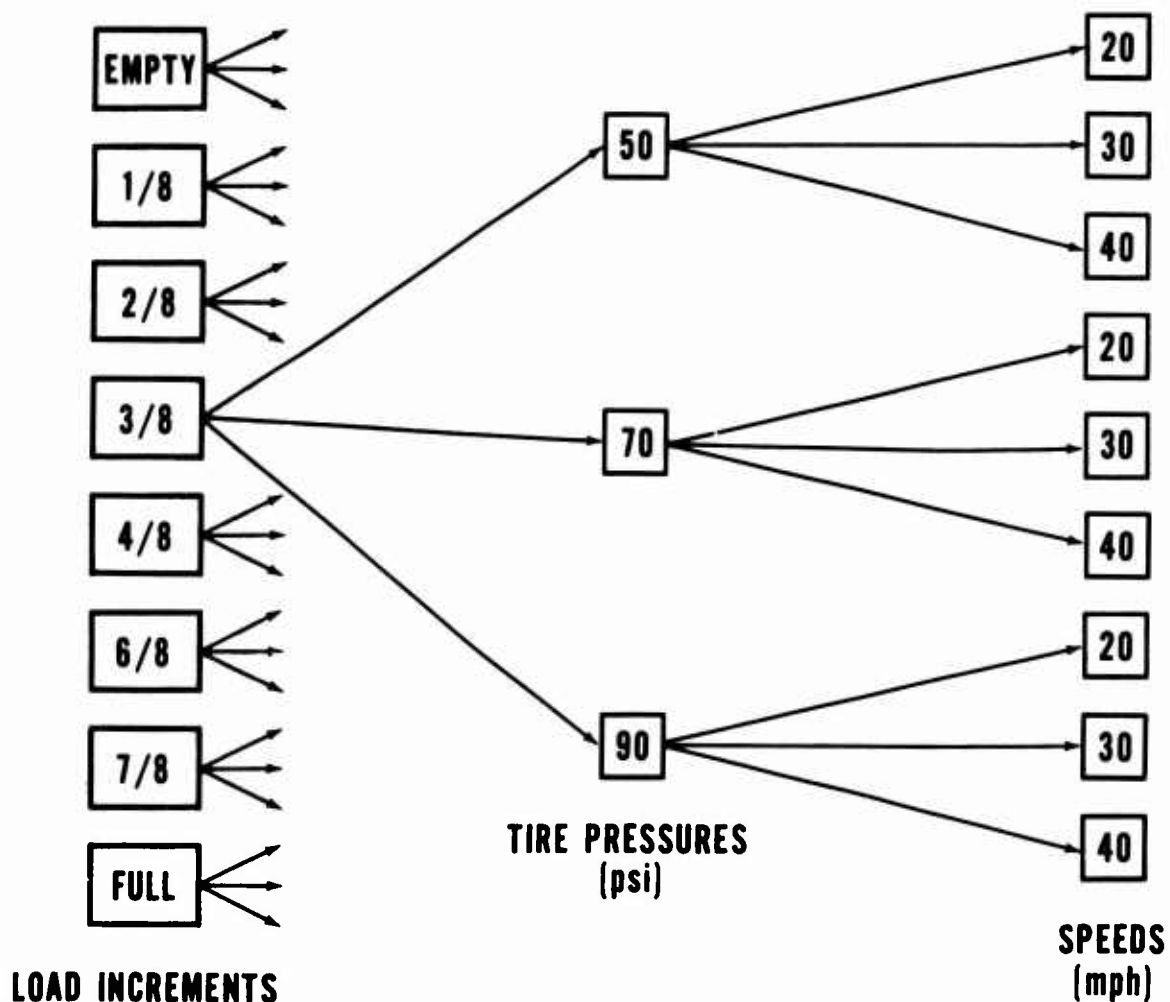 EMPTY
1/8
2/8
3/8
4/8
6/8
7/8
FULL
LOAD INCREMENTS
50
70
90
TIRE PRESSURES
(psi)
20
30
40
20
30
40
20
30
40
SPEEDS
(mph)